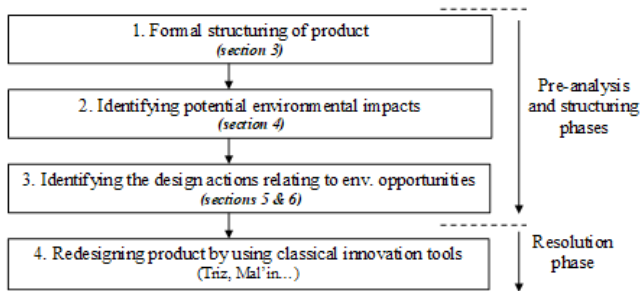 1. Formal structuring of product
(section 3)
2. Identifying potential environmental impacts
(section 4)
3. Identifying the design actions relating to env. opportunities
(sections 5 & 6)
4. Redesigning product by using classical innovation tools
(Triz, Mal'in...)
Pre-analysis
and structuring
phases
Resolution
phase